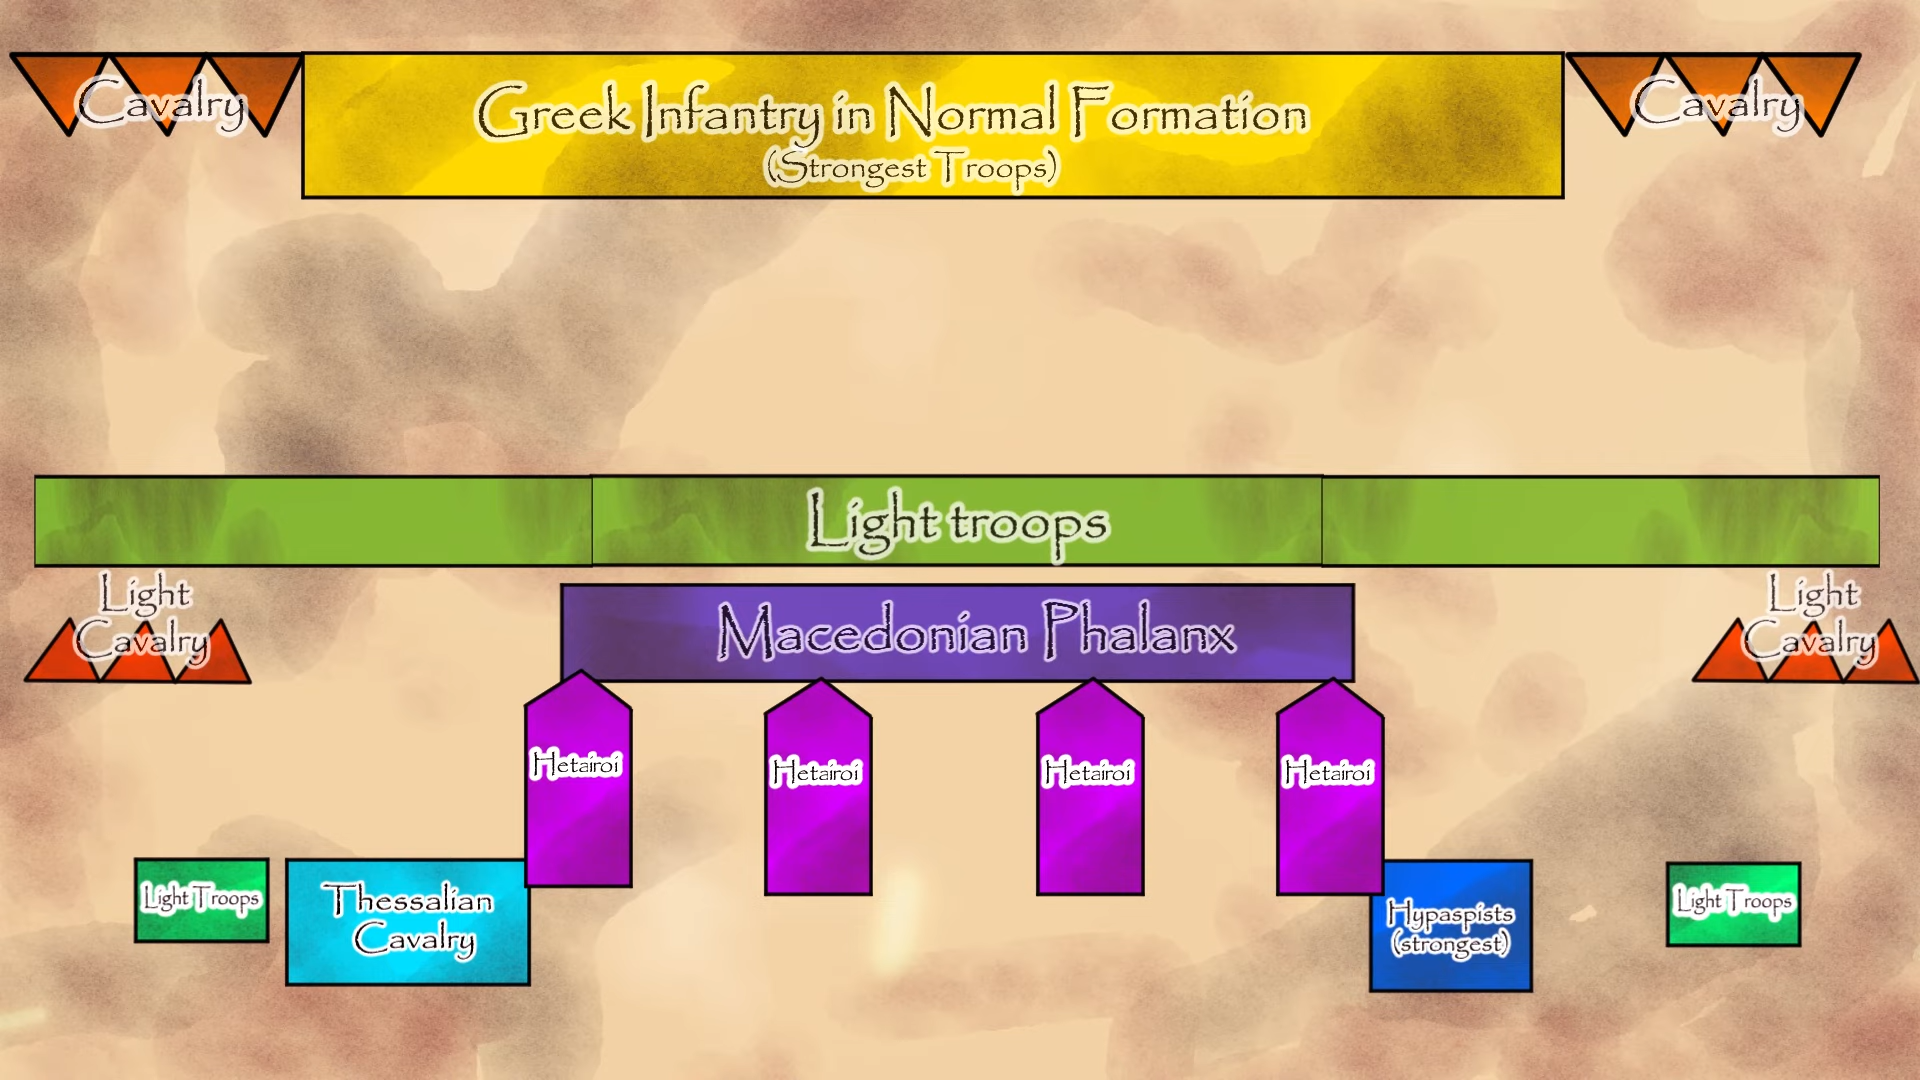 Cavalry
Greek Infantry in Normal Formation
(Strongest Troops)
Cavalry
Light troops
Light
Cavalry
Macedonian Phalanx
Light
Cavalry
Hetairoi
Hetairoi
Hetairoi
Hetairoi
Light Troops
Thessalian
Cavalry
Hypaspists
(strongest)
Light Troops